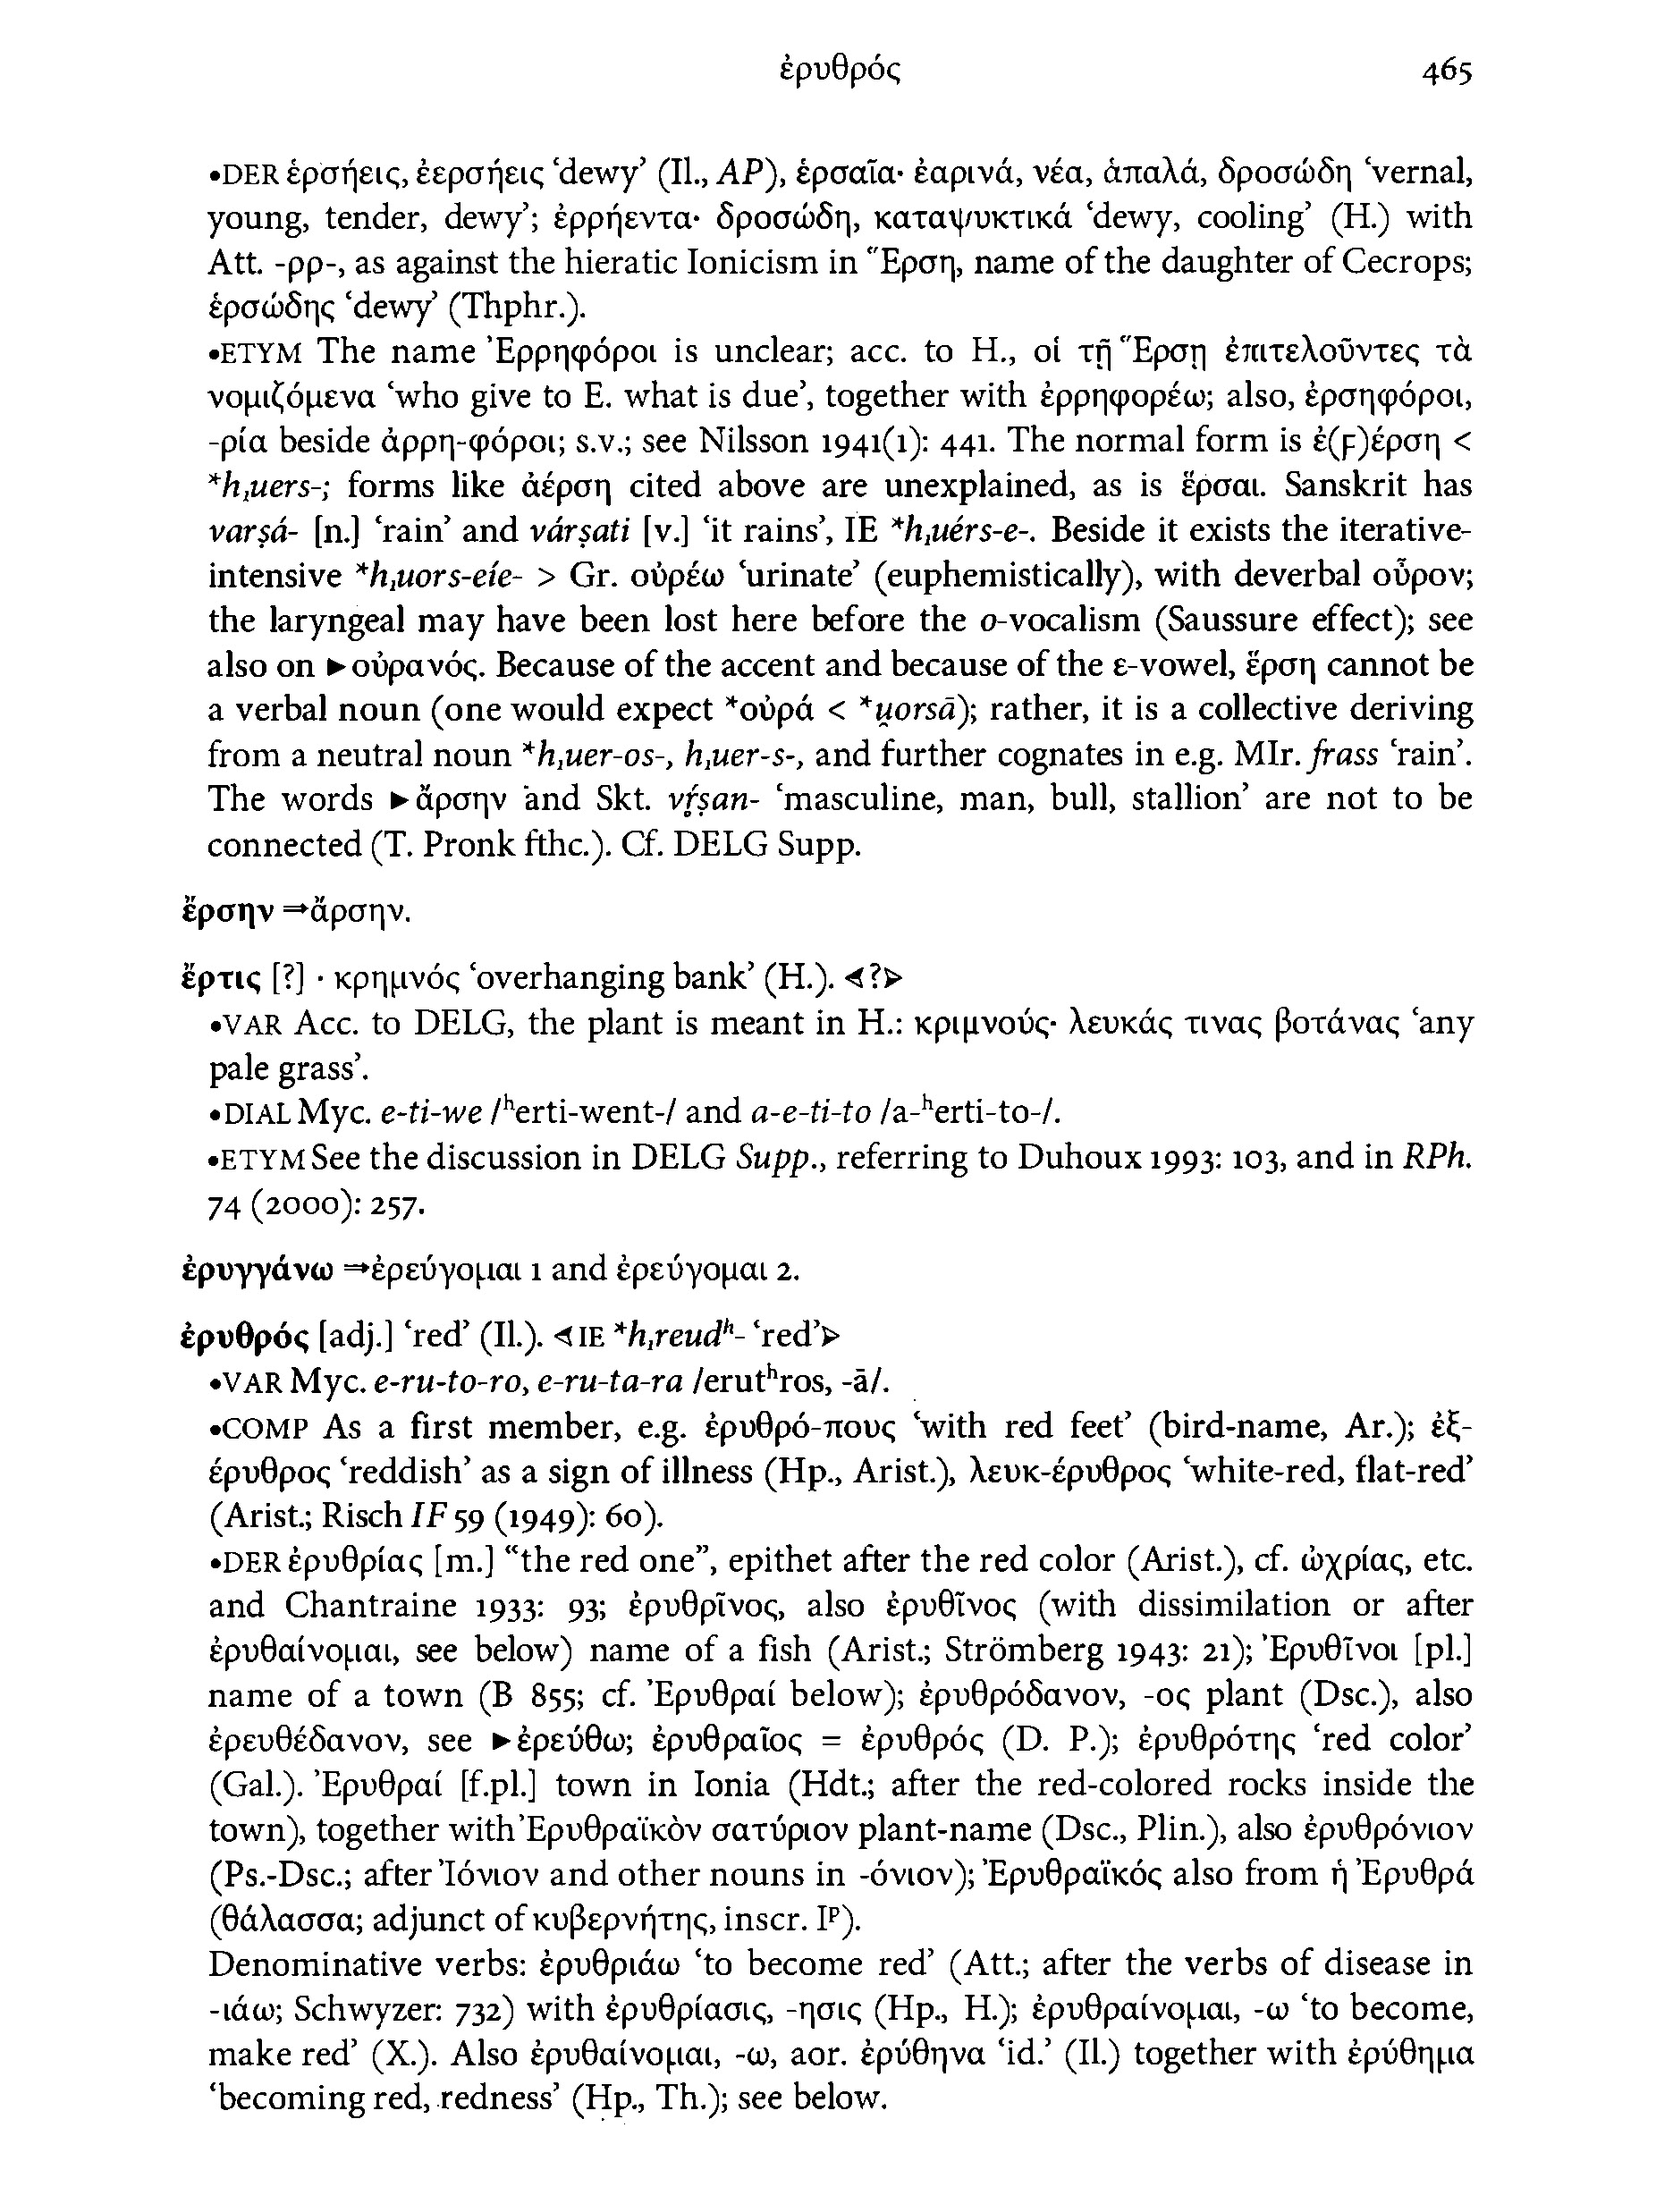 ἐρυθρός 465
•DER ἑρσήεις, ἐερσήεις ‘dewy’ (Il., AP), ἑρσαῖα· ἐαρινά, νέα, ἁπαλά, δροσώδη ‘vernal,
young, tender, dewy’; ἐρρήεντα· δροσώδη, καταψυκτικά ‘dewy, cooling’ (H.) with
Att. -ρρ-, as against the hieratic Ionicism in Ἕρση, name of the daughter of Cecrops;
ἑρσώδης ‘dewy’ (Thphr.).
•ETYM The name Ἐρρηφόροι is unclear; acc. to H., οἱ τῇ Ἕρσῃ ἐπιτελοῦντες τὰ
νομιζόμενα ‘who give to E. what is due’, together with ἐρρηφορέω; also, ἐρσηφόροι,
-ρία beside ἀρρη-φόροι; s.v.; see Nilsson 1941(1): 441. The normal form is ἐ(ϝ)έρση <
*h₁uers-; forms like ἀέρση cited above are unexplained, as is ἔρσαι. Sanskrit has
varṣá- [n.] ‘rain’ and várṣati [v.] ‘it rains’, IE *h₁uérs-e-. Beside it exists the iterative-
intensive *h₁uors-eíe- > Gr. οὐρέω ‘urinate’ (euphemistically), with deverbal οὖρον;
the laryngeal may have been lost here before the o-vocalism (Saussure effect); see
also on ►οὐρανός. Because of the accent and because of the ε-vowel, ἔρση cannot be
a verbal noun (one would expect *οὐρά < *u̯orsā); rather, it is a collective deriving
from a neutral noun *h₁uer-os-, h₁uer-s-, and further cognates in e.g. MIr. frass ‘rain’.
The words ►ἄρσην and Skt. vŕ̥ṣan- ‘masculine, man, bull, stallion’ are not to be
connected (T. Pronk fthc.). Cf. DELG Supp.
ἔρσην ⇒ἄρσην.
ἔρτις [?] · κρημνός ‘overhanging bank’ (H.). ◁?▷
•VAR Acc. to DELG, the plant is meant in H.: κριμνούς· λευκάς τινας βοτάνας ‘any
pale grass’.
•DIAL Myc. e-ti-we /ʰerti-went-/ and a-e-ti-to /a-ʰerti-to-/.
•ETYM See the discussion in DELG Supp., referring to Duhoux 1993: 103, and in RPh.
74 (2000): 257.
ἐρυγγάνω ⇒ἐρεύγομαι 1 and ἐρεύγομαι 2.
ἐρυθρός [adj.] ‘red’ (Il.). ◁IE *h₁reudʰ- ‘red’▷
•VAR Myc. e-ru-to-ro, e-ru-ta-ra /eruthros, -ā/.
•COMP As a first member, e.g. ἐρυθρό-πους ‘with red feet’ (bird-name, Ar.); ἐξ-
έρυθρος ‘reddish’ as a sign of illness (Hp., Arist.), λευκ-έρυθρος ‘white-red, flat-red’
(Arist.; Risch IF 59 (1949): 60).
•DER ἐρυθρίας [m.] “the red one”, epithet after the red color (Arist.), cf. ὠχρίας, etc.
and Chantraine 1933: 93; ἐρυθρῖνος, also ἐρυθῖνος (with dissimilation or after
ἐρυθαίνομαι, see below) name of a fish (Arist.; Strömberg 1943: 21); Ἐρυθῖνοι [pl.]
name of a town (B 855; cf. Ἐρυθραί below); ἐρυθρόδανον, -ος plant (Dsc.), also
ἐρευθέδανον, see ►ἐρεύθω; ἐρυθραῖος = ἐρυθρός (D. P.); ἐρυθρότης ‘red color’
(Gal.). Ἐρυθραί [f.pl.] town in Ionia (Hdt.; after the red-colored rocks inside the
town), together with Ἐρυθραϊκὸν σατύριον plant-name (Dsc., Plin.), also ἐρυθρόνιον
(Ps.-Dsc.; after Ἰόνιον and other nouns in -όνιον); Ἐρυθραϊκός also from ἡ Ἐρυθρά
(θάλασσα; adjunct of κυβερνήτης, inscr. Iᴾ).
Denominative verbs: ἐρυθριάω ‘to become red’ (Att.; after the verbs of disease in
-ιάω; Schwyzer: 732) with ἐρυθρίασις, -ησις (Hp., H.); ἐρυθραίνομαι, -ω ‘to become,
make red’ (X.). Also ἐρυθαίνομαι, -ω, aor. ἐρύθηνα ‘id.’ (Il.) together with ἐρύθημα
‘becoming red, redness’ (Hp., Th.); see below.